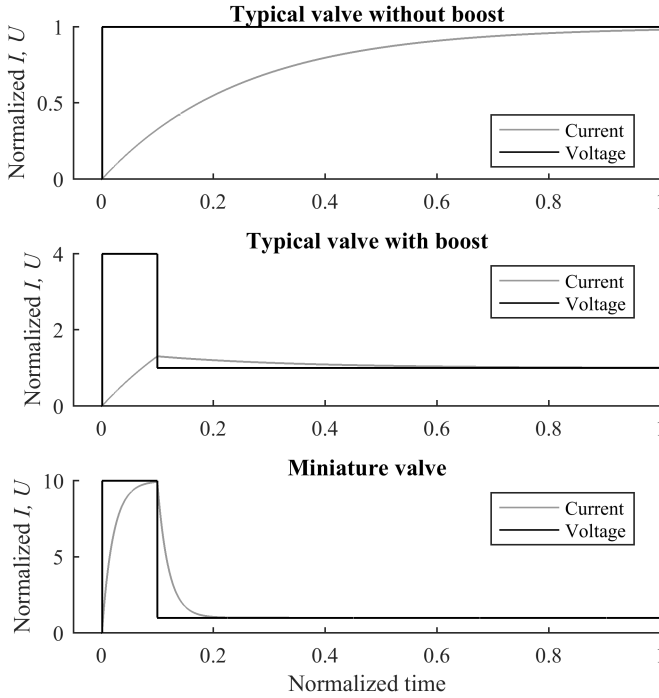 Typical valve without boost
Normalized I, U
1
0.5
0
Current
Voltage
0 0.2 0.4 0.6 0.8 1
Typical valve with boost
Normalized I, U
4
2
0
Current
Voltage
0 0.2 0.4 0.6 0.8 1
Miniature valve
Normalized I, U
10
5
0
Current
Voltage
0 0.2 0.4 0.6 0.8 1
Normalized time